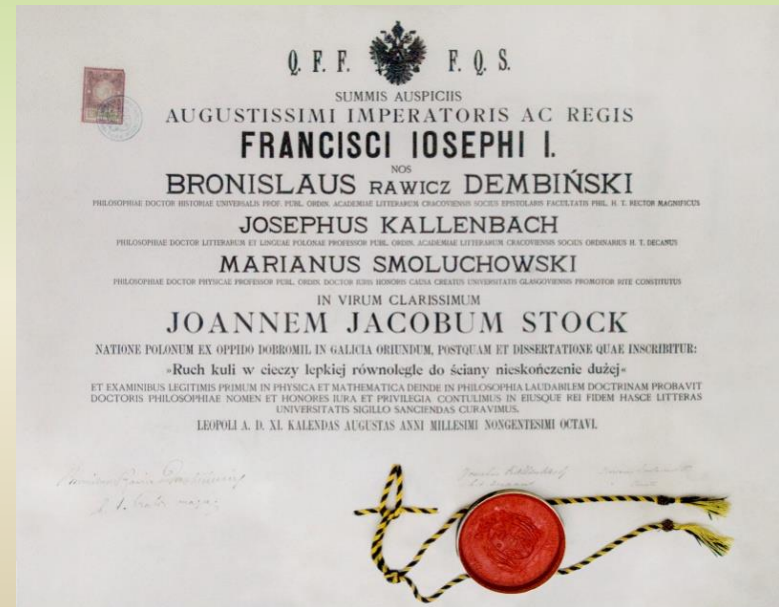 Q. F. F. F. Q. S.
SUMMIS AUSPICIIS
AUGUSTISSIMI IMPERATORIS AC REGIS
FRANCISCI IOSEPHI I.
NOS
BRONISLAUS RAWICZ DEMBIŃSKI
PHILOSOPHIAE DOCTOR HISTORIAE UNIVERSALIS PROF. PUBL. ORDIN. ACADEMIAE LITTERARUM CRACOVIENSIS SOCIUS EPISTOLARIS FACULTATIS PHIL. H. T. RECTOR MAGNIFICUS
JOSEPHUS KALLENBACH
PHILOSOPHIAE DOCTOR LITTERARUM ET LINGUAE POLONAE PROFESSOR PUBL. ORDIN. ACADEMIAE LITTERARUM CRACOVIENSIS SOCIUS ORDINARIUS H. T. DECANUS
MARIANUS SMOLUCHOWSKI
PHILOSOPHIAE DOCTOR PHYSICAE PROFESSOR PUBL. ORDIN. DOCTOR IURIS HONORIS CAUSA CREATUS UNIVERSITATIS GLASGOVIENSIS PROMOTOR RITE CONSTITUTUS
IN VIRUM CLARISSIMUM
JOANNEM JACOBUM STOCK
NATIONE POLONUM EX OPPIDO DOBROMIL IN GALICIA ORIUNDUM, POSTQUAM ET DISSERTATIONE QUAE INSCRIBITUR:
»Ruch kuli w cieczy lepkiej równolegle do ściany nieskończenie dużej«
ET EXAMINIBUS LEGITIMIS PRIMUM IN PHYSICA ET MATHEMATICA DEINDE IN PHILOSOPHIA LAUDABILEM DOCTRINAM PROBAVIT
DOCTORIS PHILOSOPHIAE NOMEN ET HONORES IURA ET PRIVILEGIA CONTULIMUS IN EIUSQUE REI FIDEM HASCE LITTERAS
UNIVERSITATIS SIGILLO SANCIENDAS CURAVIMUS.
LEOPOLI A. D. XI. KALENDAS AUGUSTAS ANNI MILLESIMI NONGENTESIMI OCTAVI.